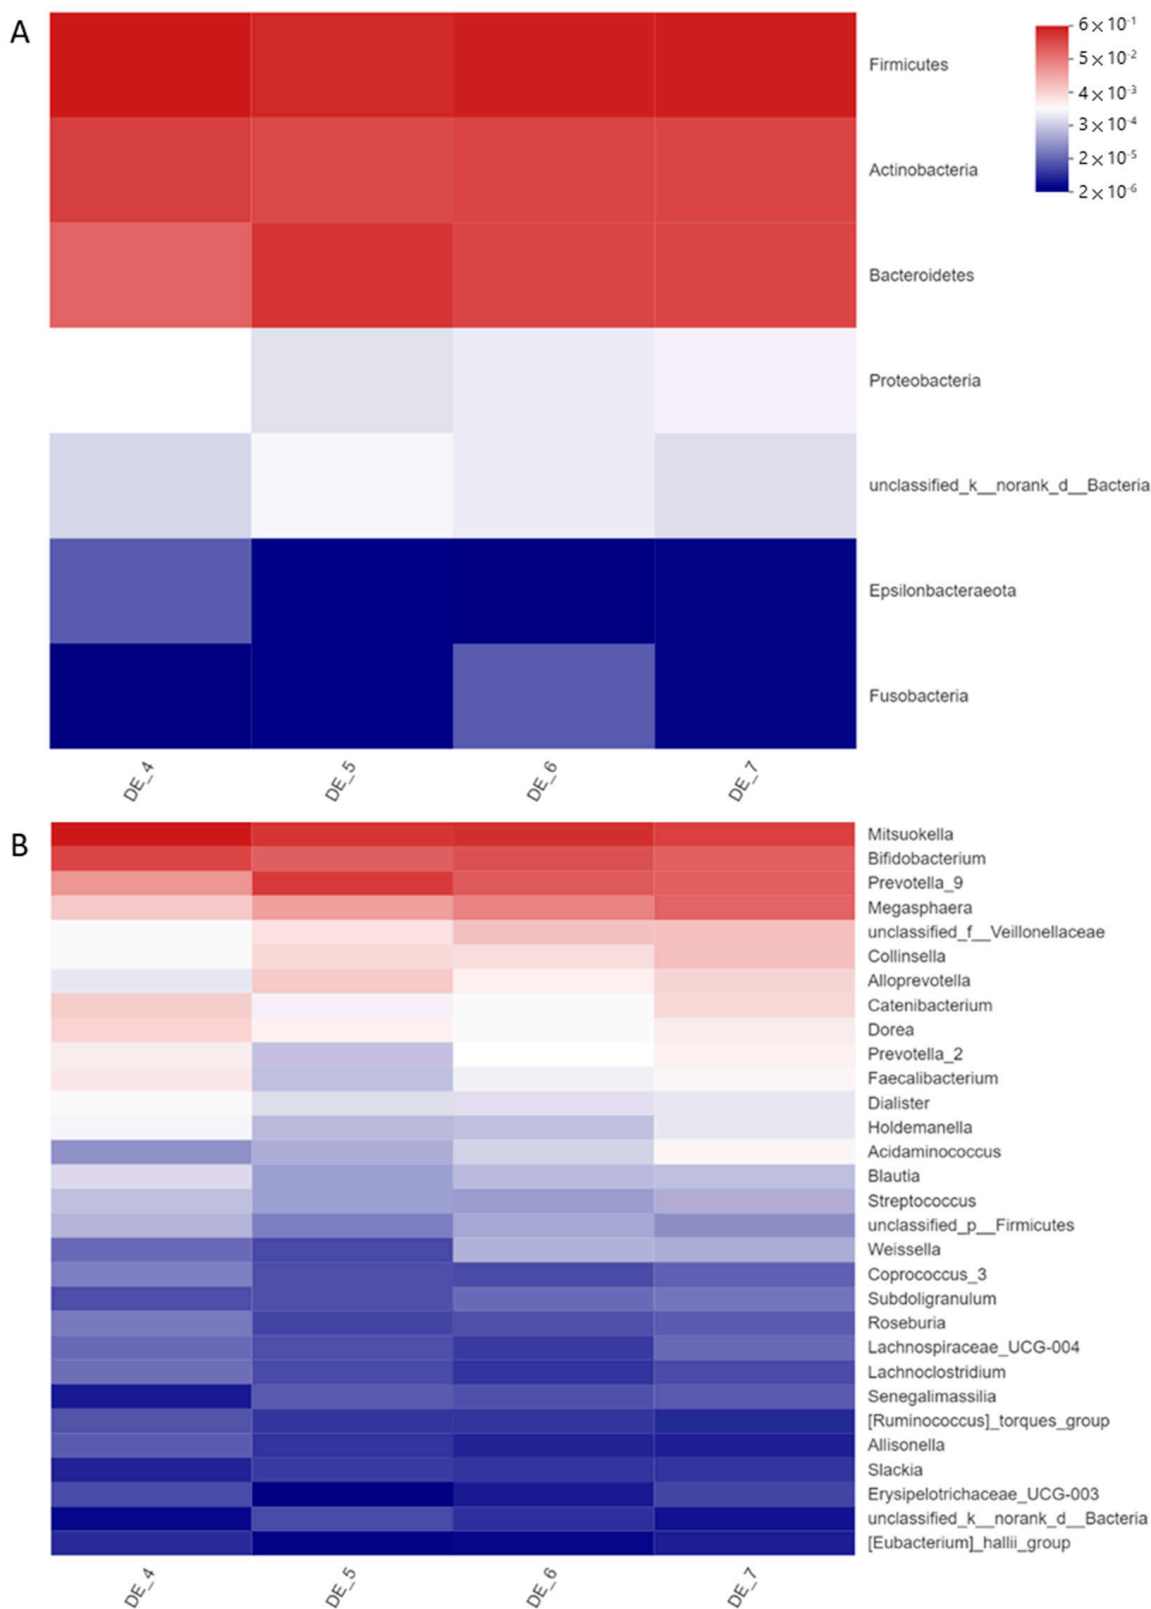 A
Firmicutes
Actinobacteria
Bacteroidetes
Proteobacteria
unclassified_k__norank_d__Bacteria
Epsilonbacteraeota
Fusobacteria
6×10⁻¹
5×10⁻²
4×10⁻³
3×10⁻⁴
2×10⁻⁵
2×10⁻⁶
DE_4
DE_5
DE_6
DE_7
B
Mitsuokella
Bifidobacterium
Prevotella_9
Megasphaera
unclassified_f__Veillonellaceae
Collinsella
Alloprevotella
Catenibacterium
Dorea
Prevotella_2
Faecalibacterium
Dialister
Holdemanella
Acidaminococcus
Blautia
Streptococcus
unclassified_p__Firmicutes
Weissella
Coprococcus_3
Subdoligranulum
Roseburia
Lachnospiraceae_UCG-004
Lachnoclostridium
Senegalimassilia
[Ruminococcus]_torques_group
Allisonella
Slackia
Erysipelotrichaceae_UCG-003
unclassified_k__norank_d__Bacteria
[Eubacterium]_hallii_group
DE_4
DE_5
DE_6
DE_7